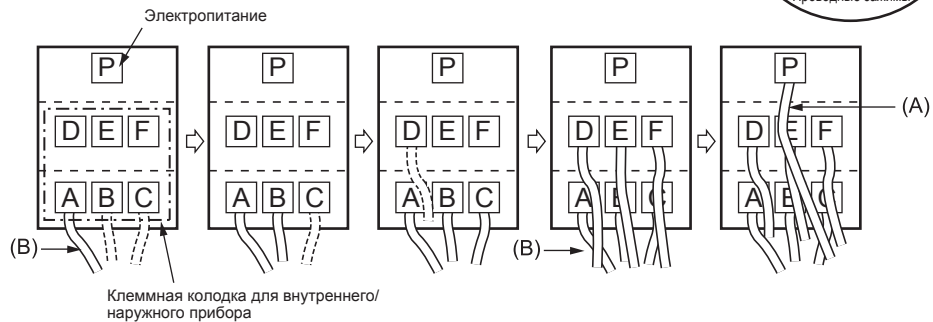 Электропитание
P P P P P
(A)
D E F D E F D E F D E F D E F
A B C A B C A B C A B C A B C
(B) (B)
Клеммная колодка для внутреннего/
наружного прибора